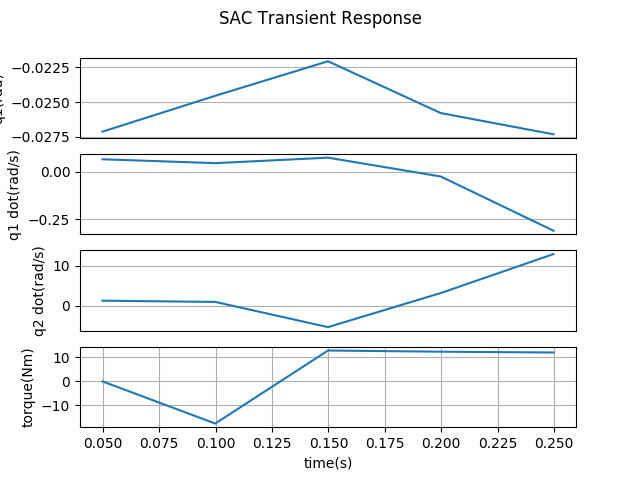 SAC Transient Response
−0.0225
−0.0250
−0.0275
q1 dot(rad/s)
0.00
−0.25
q2 dot(rad/s)
10
0
torque(Nm)
10
0
−10
0.050 0.075 0.100 0.125 0.150 0.175 0.200 0.225 0.250
time(s)